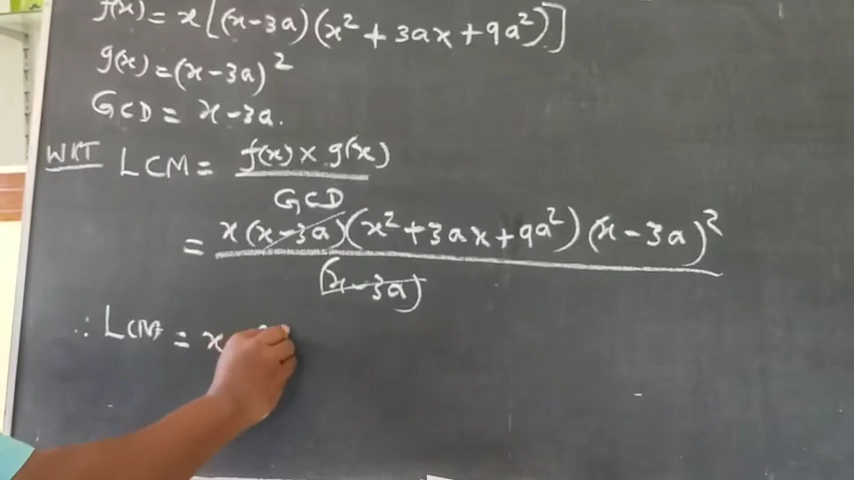 f(x) = x[(x-3a)(x² + 3ax + 9a²)]
g(x) = (x-3a)²
GCD = x-3a.
WKT LCM = f(x) × g(x)
GCD
= x(x-3a)(x² + 3ax + 9a²)(x-3a)²
(x-3a)
∴ LCM = x